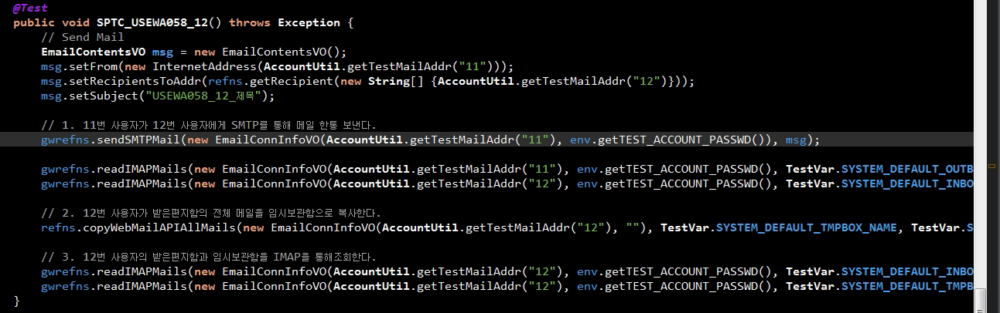 @Test
public void SPTC_USEWA058_12() throws Exception {
// Send Mail
EmailContentsVO msg = new EmailContentsVO();
msg.setFrom(new InternetAddress(AccountUtil.getTestMailAddr("11")));
msg.setRecipientsToAddr(refns.getRecipient(new String[] {AccountUtil.getTestMailAddr("12")}));
msg.setSubject("USEWA058_12_제목");
// 1. 11번 사용자가 12번 사용자에게 SMTP를 통해 메일 한통 보낸다.
gwrefns.sendSMTPMail(new EmailConnInfoVO(AccountUtil.getTestMailAddr("11"), env.getTEST_ACCOUNT_PASSWD()), msg);
gwrefns.readIMAPMails(new EmailConnInfoVO(AccountUtil.getTestMailAddr("11"), env.getTEST_ACCOUNT_PASSWD(), TestVar.SYSTEM_DEFAULT_OUTB
gwrefns.readIMAPMails(new EmailConnInfoVO(AccountUtil.getTestMailAddr("12"), env.getTEST_ACCOUNT_PASSWD(), TestVar.SYSTEM_DEFAULT_INBO
// 2. 12번 사용자가 받은편지함의 전체 메일을 임시보관함으로 복사한다.
refns.copyWebMailAPIAllMails(new EmailConnInfoVO(AccountUtil.getTestMailAddr("12"), ""), TestVar.SYSTEM_DEFAULT_TMPBOX_NAME, TestVar.S
// 3. 12번 사용자의 받은편지함과 임시보관함을 IMAP을 통해조회한다.
gwrefns.readIMAPMails(new EmailConnInfoVO(AccountUtil.getTestMailAddr("12"), env.getTEST_ACCOUNT_PASSWD(), TestVar.SYSTEM_DEFAULT_INBO
gwrefns.readIMAPMails(new EmailConnInfoVO(AccountUtil.getTestMailAddr("12"), env.getTEST_ACCOUNT_PASSWD(), TestVar.SYSTEM_DEFAULT_TMPB
}